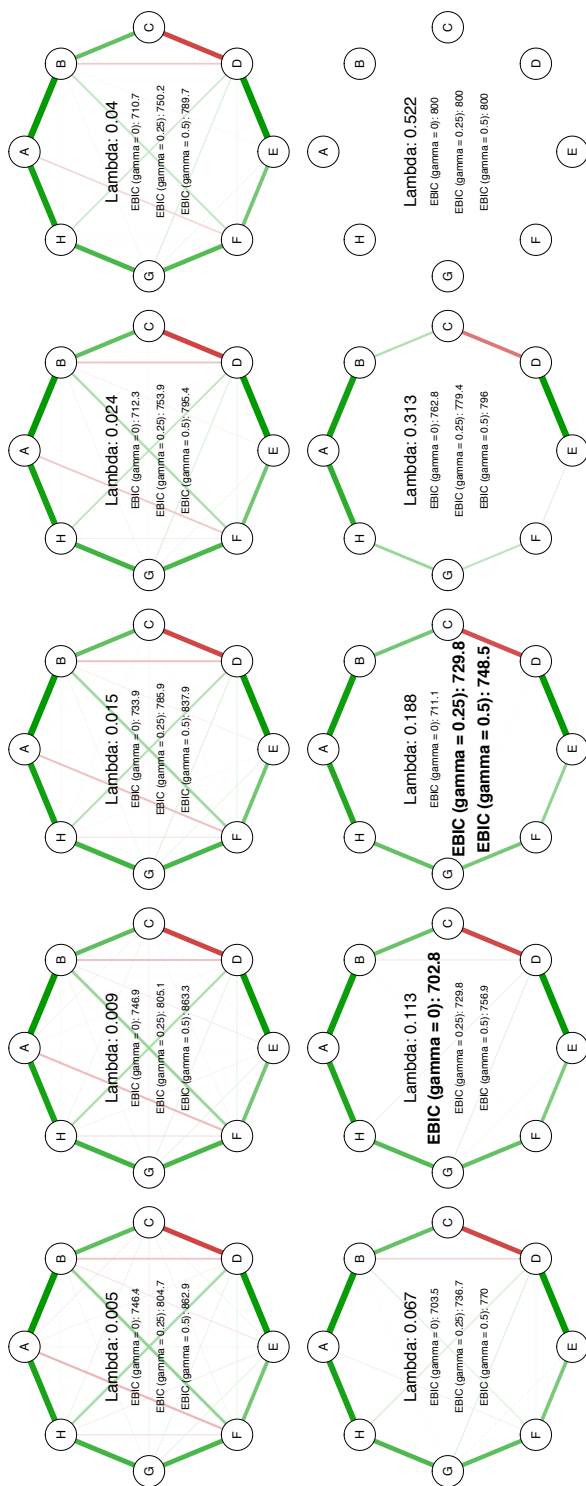 A
H
B
G
C
F
D
E
Lambda: 0.005
EBIC (gamma = 0): 746.4
EBIC (gamma = 0.25): 804.7
EBIC (gamma = 0.5): 862.9
A
H
B
G
C
F
D
E
Lambda: 0.009
EBIC (gamma = 0): 746.9
EBIC (gamma = 0.25): 805.1
EBIC (gamma = 0.5): 863.3
A
H
B
G
C
F
D
E
Lambda: 0.015
EBIC (gamma = 0): 733.9
EBIC (gamma = 0.25): 785.9
EBIC (gamma = 0.5): 837.9
A
H
B
G
C
F
D
E
Lambda: 0.024
EBIC (gamma = 0): 712.3
EBIC (gamma = 0.25): 753.9
EBIC (gamma = 0.5): 795.4
A
H
B
G
C
F
D
E
Lambda: 0.04
EBIC (gamma = 0): 710.7
EBIC (gamma = 0.25): 750.2
EBIC (gamma = 0.5): 789.7
A
H
B
G
C
F
D
E
Lambda: 0.067
EBIC (gamma = 0): 703.5
EBIC (gamma = 0.25): 736.7
EBIC (gamma = 0.5): 770
A
H
B
G
C
F
D
E
Lambda: 0.113
EBIC (gamma = 0): 702.8
EBIC (gamma = 0.25): 729.8
EBIC (gamma = 0.5): 756.9
A
H
B
G
C
F
D
E
Lambda: 0.188
EBIC (gamma = 0): 711.1
EBIC (gamma = 0.25): 729.8
EBIC (gamma = 0.5): 748.5
A
H
B
G
C
F
D
E
Lambda: 0.313
EBIC (gamma = 0): 762.8
EBIC (gamma = 0.25): 779.4
EBIC (gamma = 0.5): 796
A
H
B
G
C
F
D
E
Lambda: 0.522
EBIC (gamma = 0): 800
EBIC (gamma = 0.25): 800
EBIC (gamma = 0.5): 800